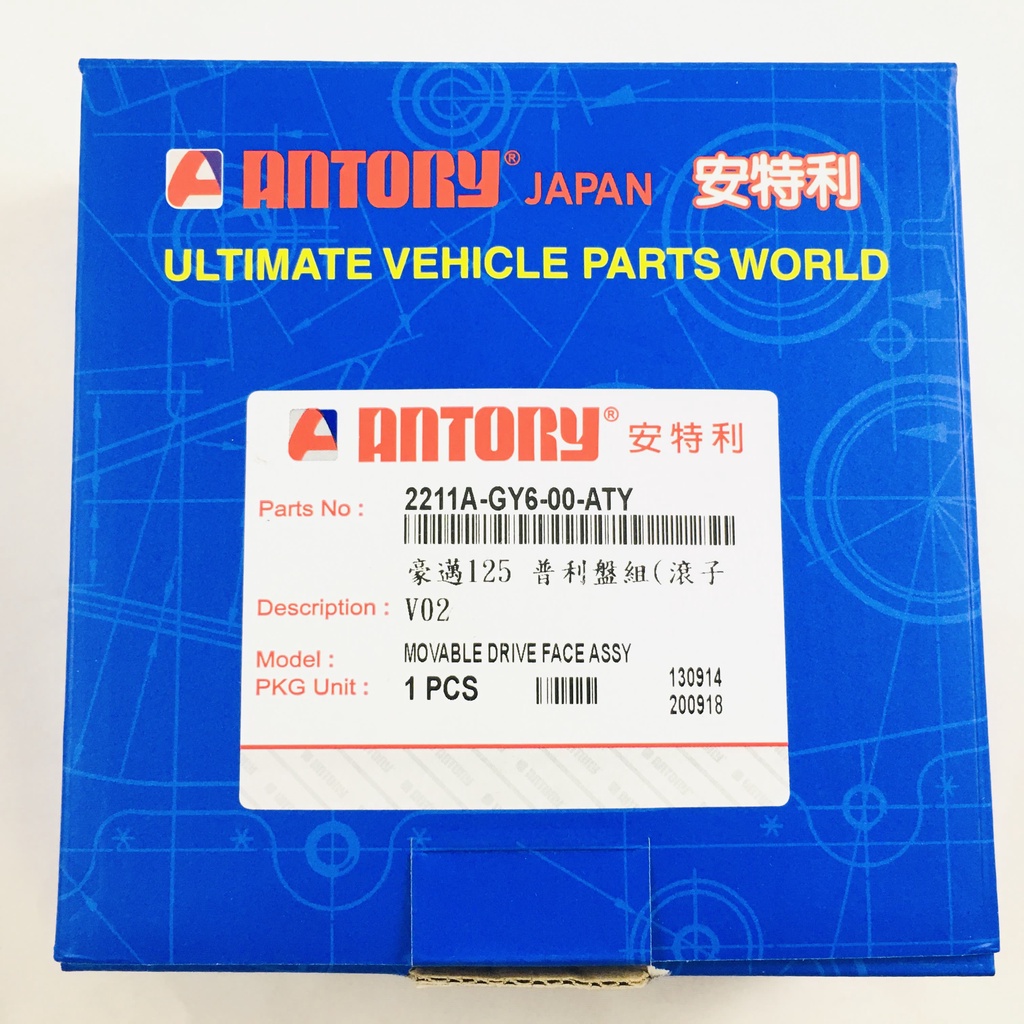 ANTORY® JAPAN 安特利
ULTIMATE VEHICLE PARTS WORLD
ANTORY® 安特利
Parts No : 2211A-GY6-00-ATY
豪邁125 普利盤組(滾子
Description : V02
Model : MOVABLE DRIVE FACE ASSY
PKG Unit : 1 PCS
130914
200918